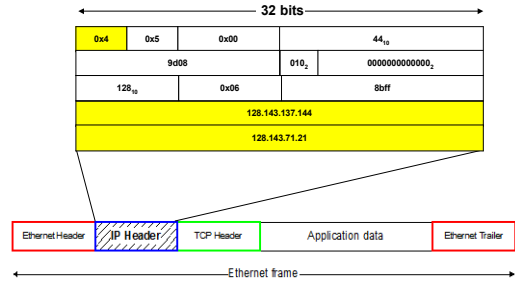 32 bits
0x4 0x5 0x00 44₁₀
9d08 010₂ 0000000000000₂
128₁₀ 0x06 8bff
128.143.137.144
128.143.71.21
Ethernet Header IP Header TCP Header Application data Ethernet Trailer
Ethernet frame